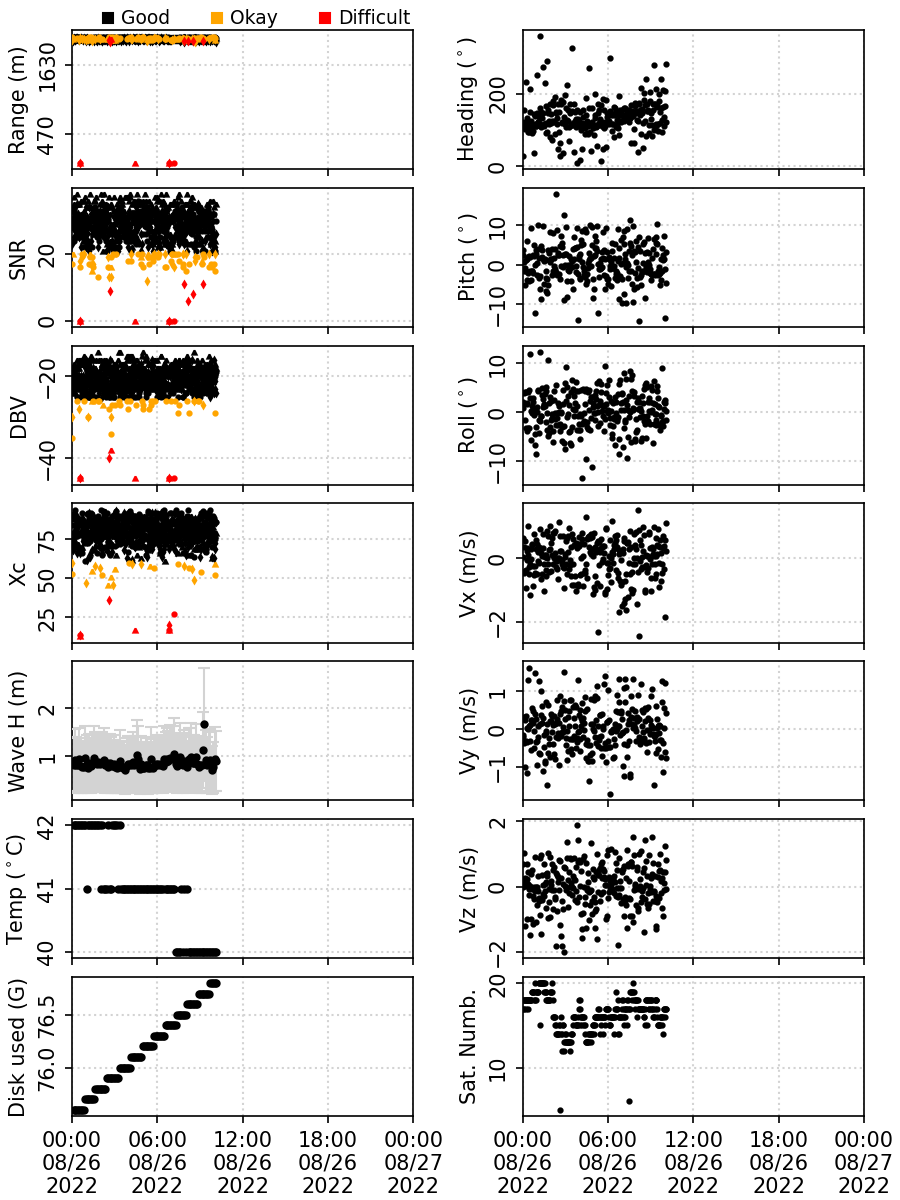 Good Okay Difficult
Range (m)
1630
470
Heading (°)
200
0
SNR
20
0
Pitch (°)
10
0
−10
DBV
−20
−40
Roll (°)
10
0
−10
Xc
75
50
25
Vx (m/s)
0
−2
Wave H (m)
2
1
Vy (m/s)
1
0
−1
Temp (°C)
42
41
40
Vz (m/s)
2
0
−2
Disk used (G)
76.5
76.0
Sat. Numb.
20
10
00:00 06:00 12:00 18:00 00:00
08/26 08/26 08/26 08/26 08/27
2022 2022 2022 2022 2022
00:00 06:00 12:00 18:00 00:00
08/26 08/26 08/26 08/26 08/27
2022 2022 2022 2022 2022